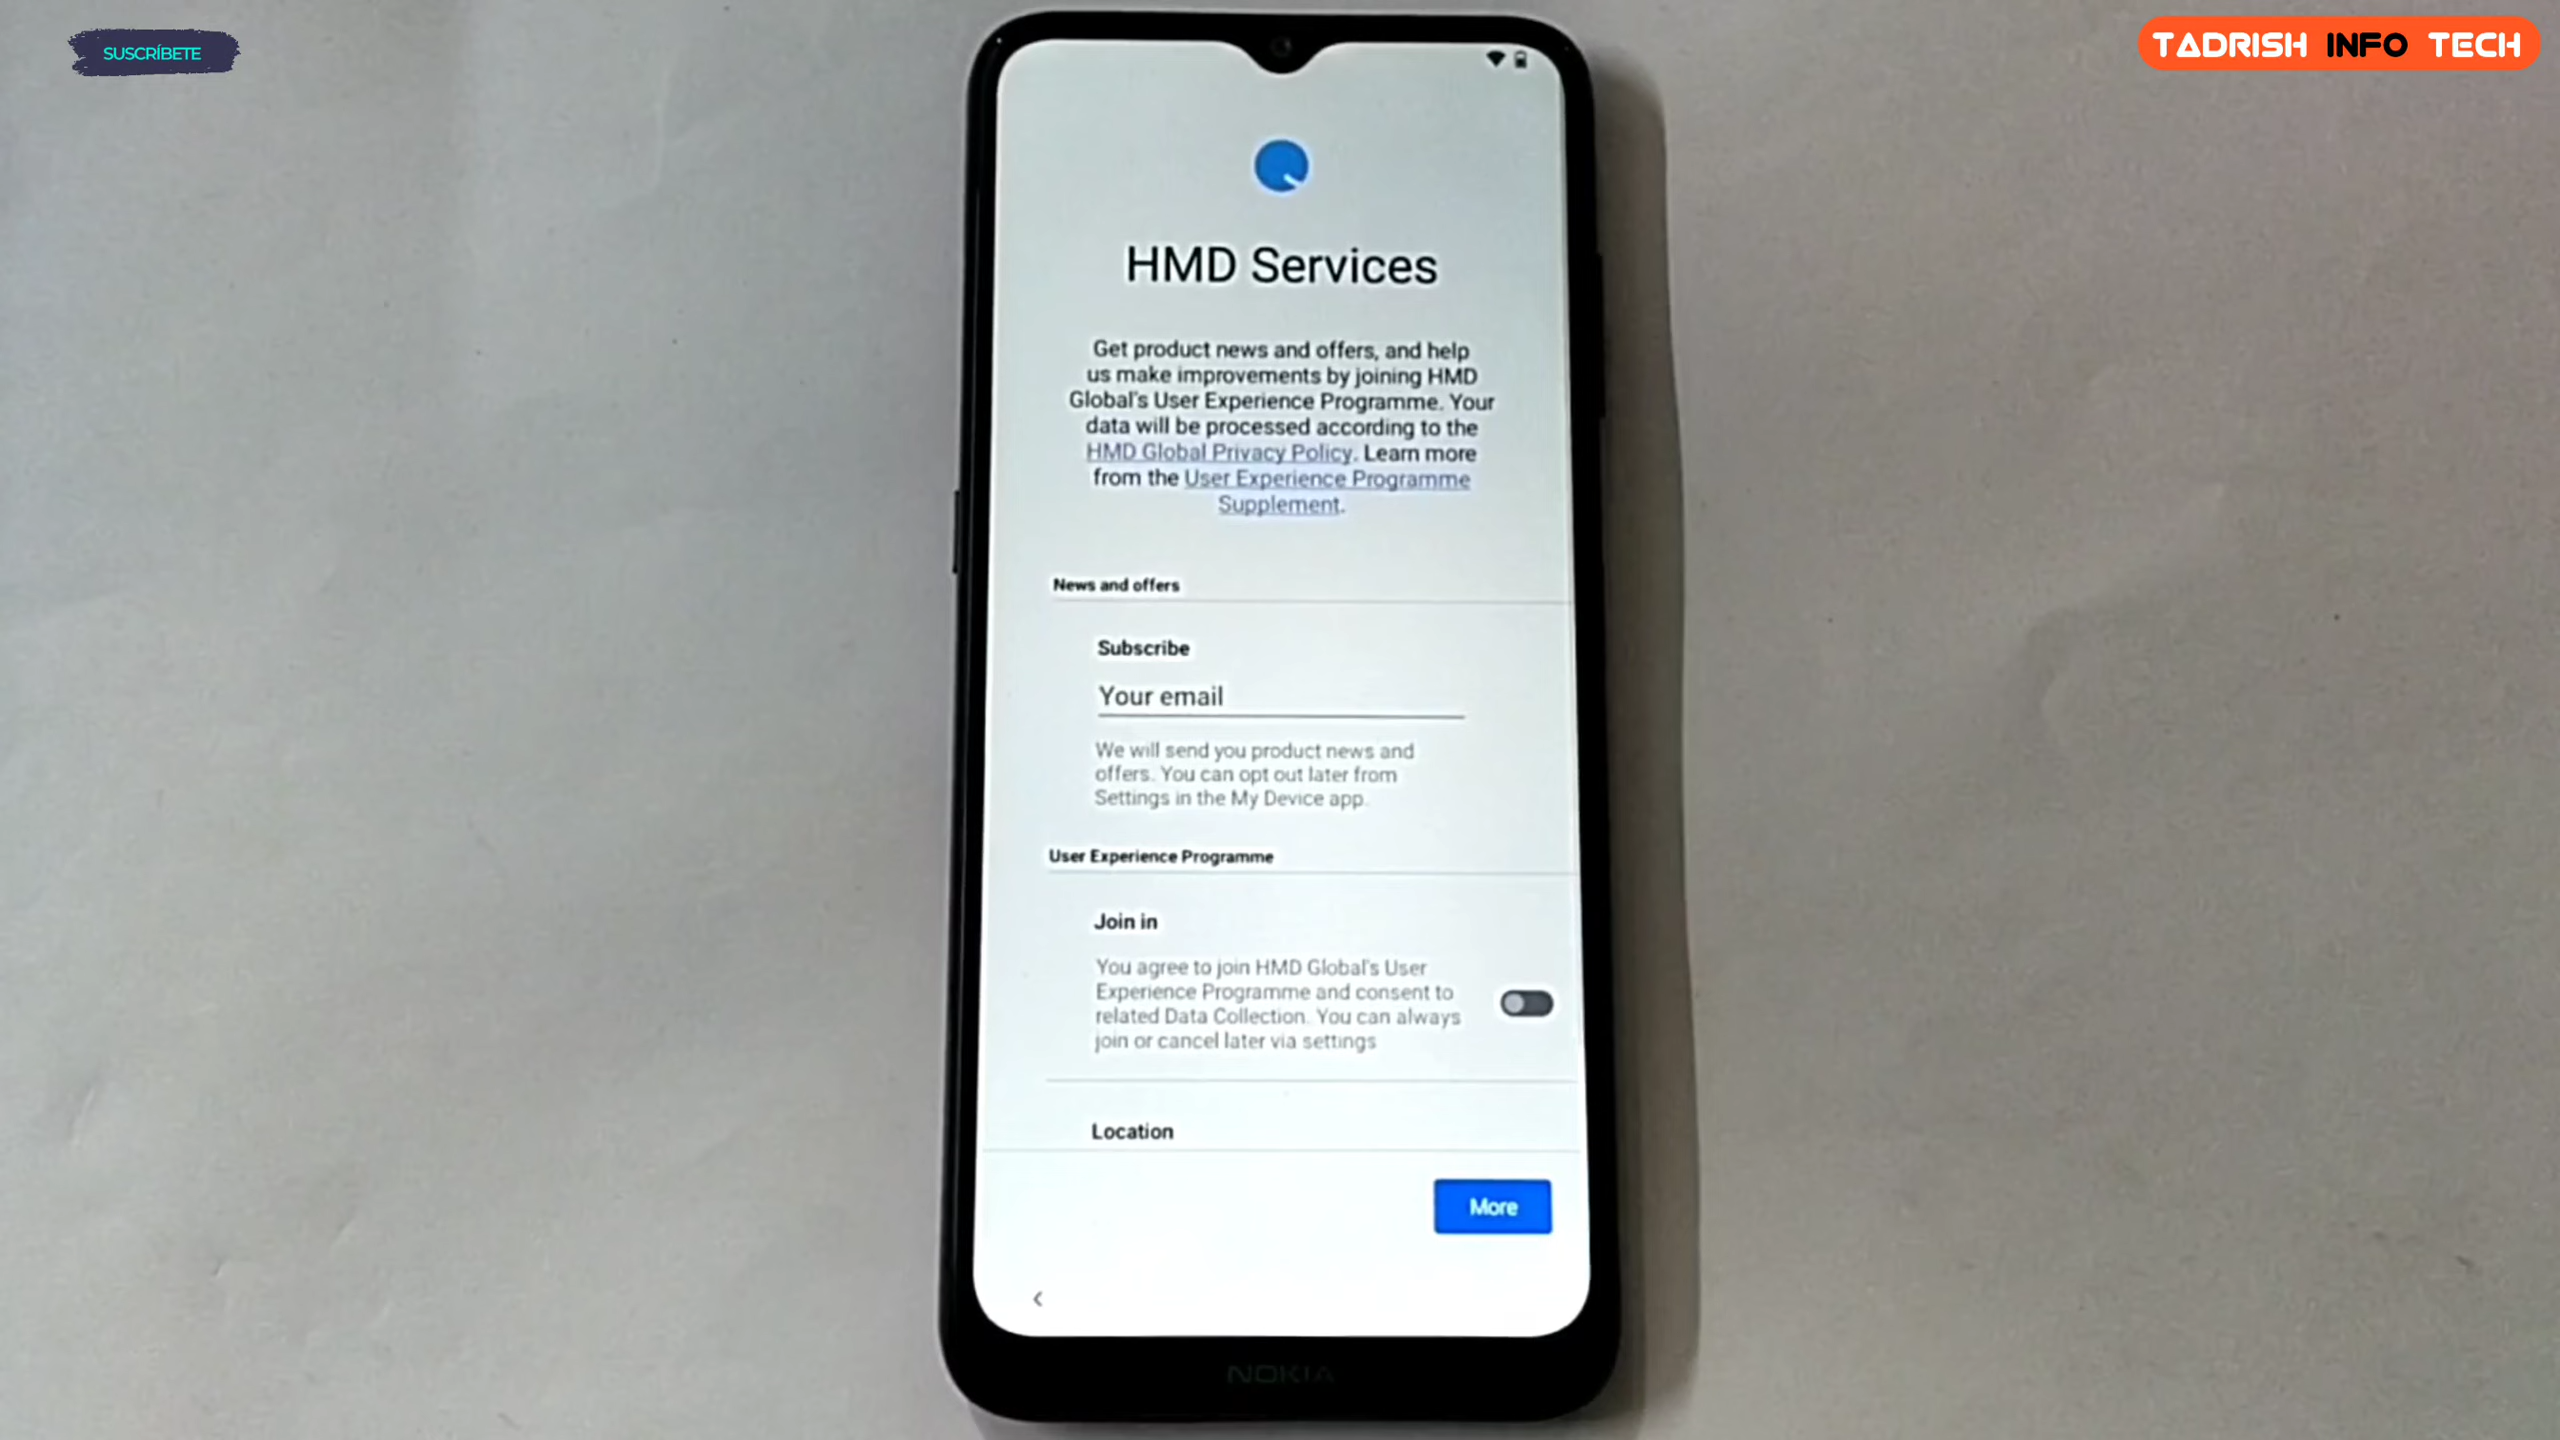 SUSCRÍBETE
TADRISH INFO TECH
HMD Services
Get product news and offers, and help
us make improvements by joining HMD
Global's User Experience Programme. Your
data will be processed according to the
HMD Global Privacy Policy. Learn more
from the User Experience Programme
Supplement.
News and offers
Subscribe
Your email
We will send you product news and
offers. You can opt out later from
Settings in the My Device app.
User Experience Programme
Join in
You agree to join HMD Global's User
Experience Programme and consent to
related Data Collection. You can always
join or cancel later via settings
Location
More
NOKIA